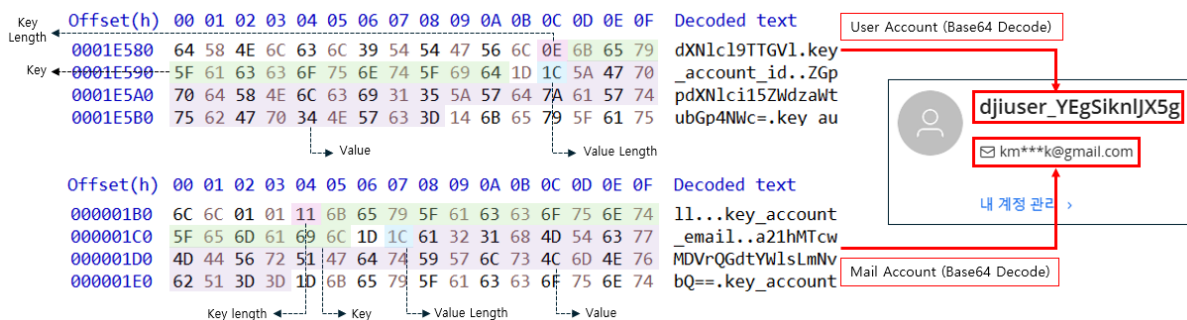 Key Length
Offset(h) 00 01 02 03 04 05 06 07 08 09 0A 0B 0C 0D 0E 0F Decoded text
0001E580 64 58 4E 6C 63 6C 39 54 54 47 56 6C 0E 6B 65 79 dXNlcl9TTGVl.key
Key
0001E590 5F 61 63 63 6F 75 6E 74 5F 69 64 1D 1C 5A 47 70 _account_id..ZGp
0001E5A0 70 64 58 4E 6C 63 69 31 35 5A 57 64 7A 61 57 74 pdXNlci15ZWdzaWt
0001E5B0 75 62 47 70 34 4E 57 63 3D 14 6B 65 79 5F 61 75 ubGp4NWc=.key_au
Value
Value Length
Offset(h) 00 01 02 03 04 05 06 07 08 09 0A 0B 0C 0D 0E 0F Decoded text
000001B0 6C 6C 01 01 11 6B 65 79 5F 61 63 63 6F 75 6E 74 ll...key_account
000001C0 5F 65 6D 61 69 6C 1D 1C 61 32 31 68 4D 54 63 77 _email..a21hMTcw
000001D0 4D 44 56 72 51 47 64 74 59 57 6C 73 4C 6D 4E 76 MDVrQGdtYWlsLmNv
000001E0 62 51 3D 3D 1D 6B 65 79 5F 61 63 63 6F 75 6E 74 bQ==.key_account
Key length
Key
Value Length
Value
User Account (Base64 Decode)
djiuser_YEgSiknlJX5g
km***k@gmail.com
내 계정 관리 >
Mail Account (Base64 Decode)